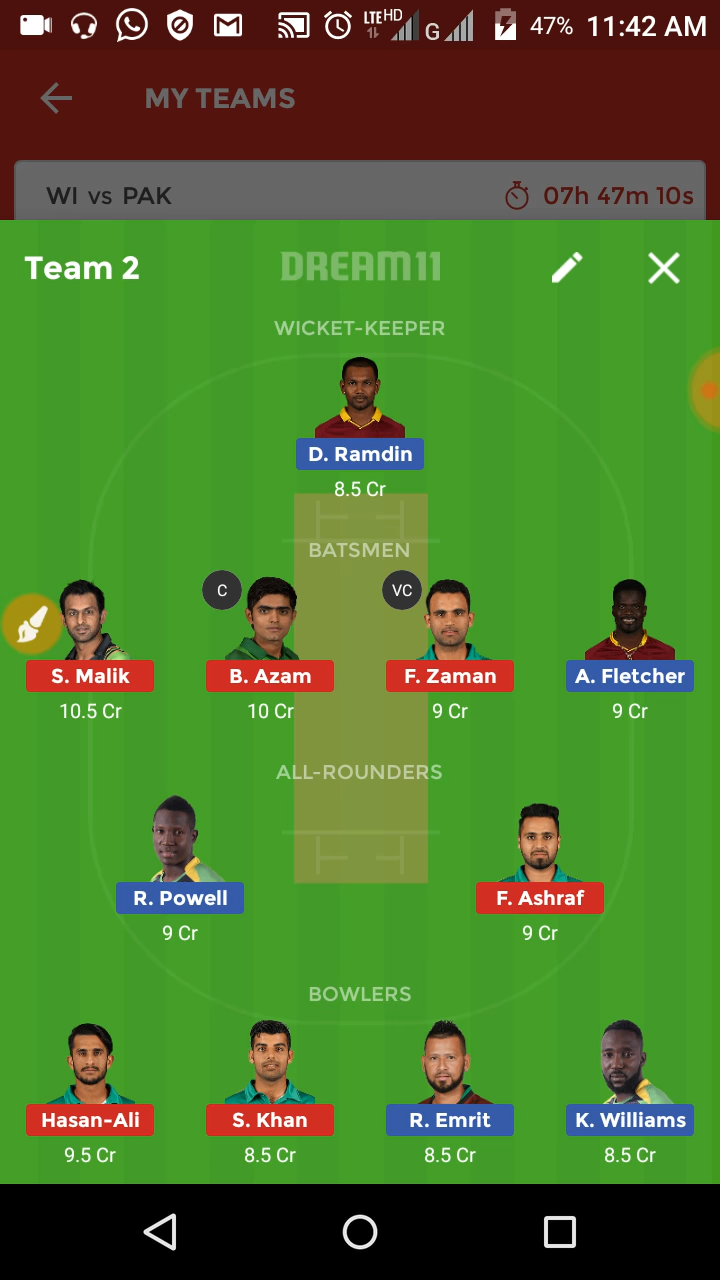 LTE HD G 47% 11:42 AM
MY TEAMS
WI vs PAK 07h 47m 10s
Team 2 DREAM11
WICKET-KEEPER
D. Ramdin
8.5 Cr
BATSMEN
C VC
S. Malik B. Azam F. Zaman A. Fletcher
10.5 Cr 10 Cr 9 Cr 9 Cr
ALL-ROUNDERS
R. Powell F. Ashraf
9 Cr 9 Cr
BOWLERS
Hasan-Ali S. Khan R. Emrit K. Williams
9.5 Cr 8.5 Cr 8.5 Cr 8.5 Cr